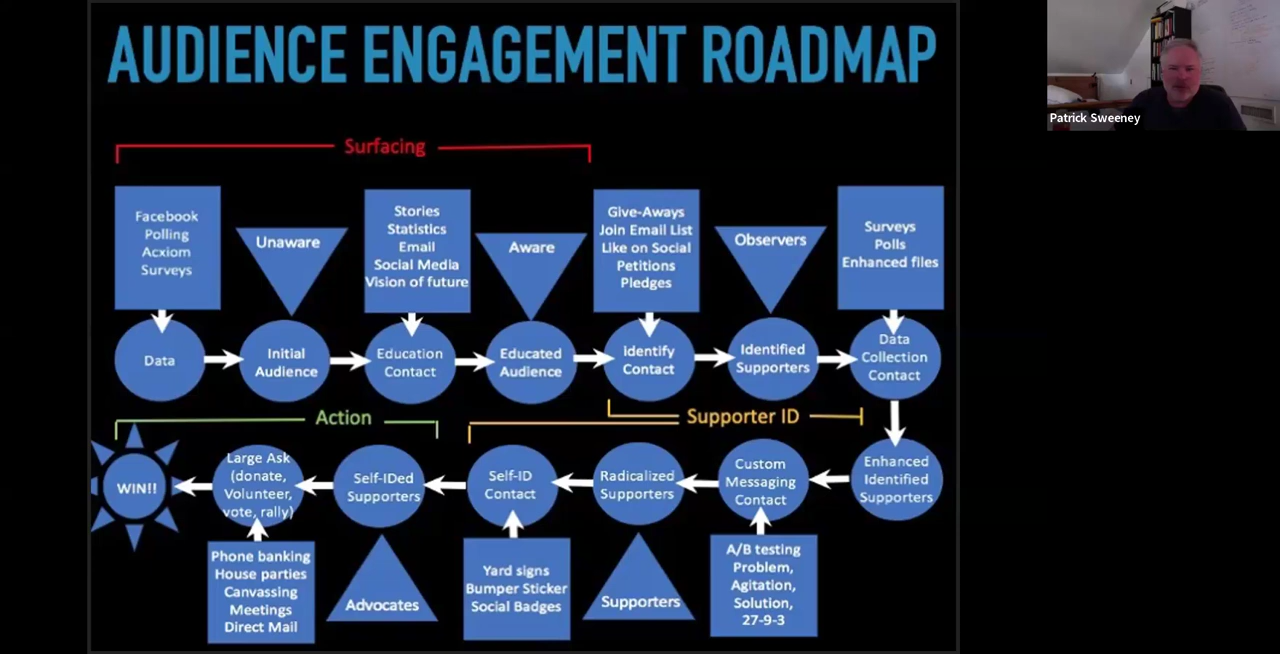 AUDIENCE ENGAGEMENT ROADMAP
Patrick Sweeney
Surfacing
Facebook
Polling
Acxiom
Surveys
Unaware
Stories
Statistics
Email
Social Media
Vision of future
Aware
Give-Aways
Join Email List
Like on Social
Petitions
Pledges
Observers
Surveys
Polls
Enhanced files
Data
Initial
Audience
Education
Contact
Educated
Audience
Identify
Contact
Identified
Supporters
Data
Collection
Contact
Action
Supporter ID
WIN!!
Large Ask
(donate,
Volunteer,
vote, rally)
Self-IDed
Supporters
Self-ID
Contact
Radicalized
Supporters
Custom
Messaging
Contact
Enhanced
Identified
Supporters
Phone banking
House parties
Canvassing
Meetings
Direct Mail
Advocates
Yard signs
Bumper Sticker
Social Badges
Supporters
A/B testing
Problem,
Agitation,
Solution,
27-9-3